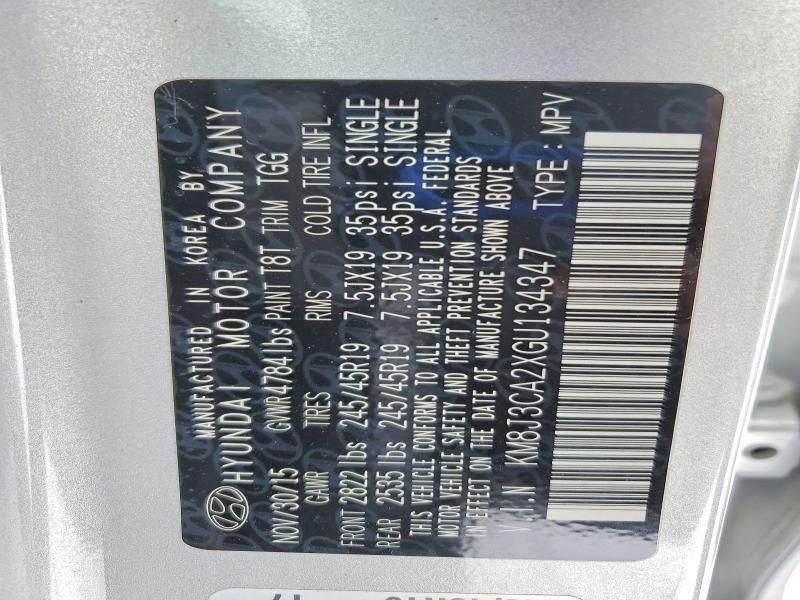 MANUFACTURED IN KOREA BY
HYUNDAI MOTOR COMPANY
NOV/30/15 GVWR 4784 lbs PAINT T8T TRIM TGG
GAWR TIRES RMS COLD TIRE INFL
FRONT 2822 lbs 245/45R19 7.5JX19 35psi SINGLE
REAR 2535 lbs 245/45R19 7.5JX19 35psi SINGLE
THIS VEHICLE CONFORMS TO ALL APPLICABLE U.S.A. FEDERAL
MOTOR VEHICLE SAFETY AND THEFT PREVENTION STANDARDS
IN EFFECT ON THE DATE OF MANUFACTURE SHOWN ABOVE
V.I.N KM8J3CA2XGU134347 TYPE : MPV